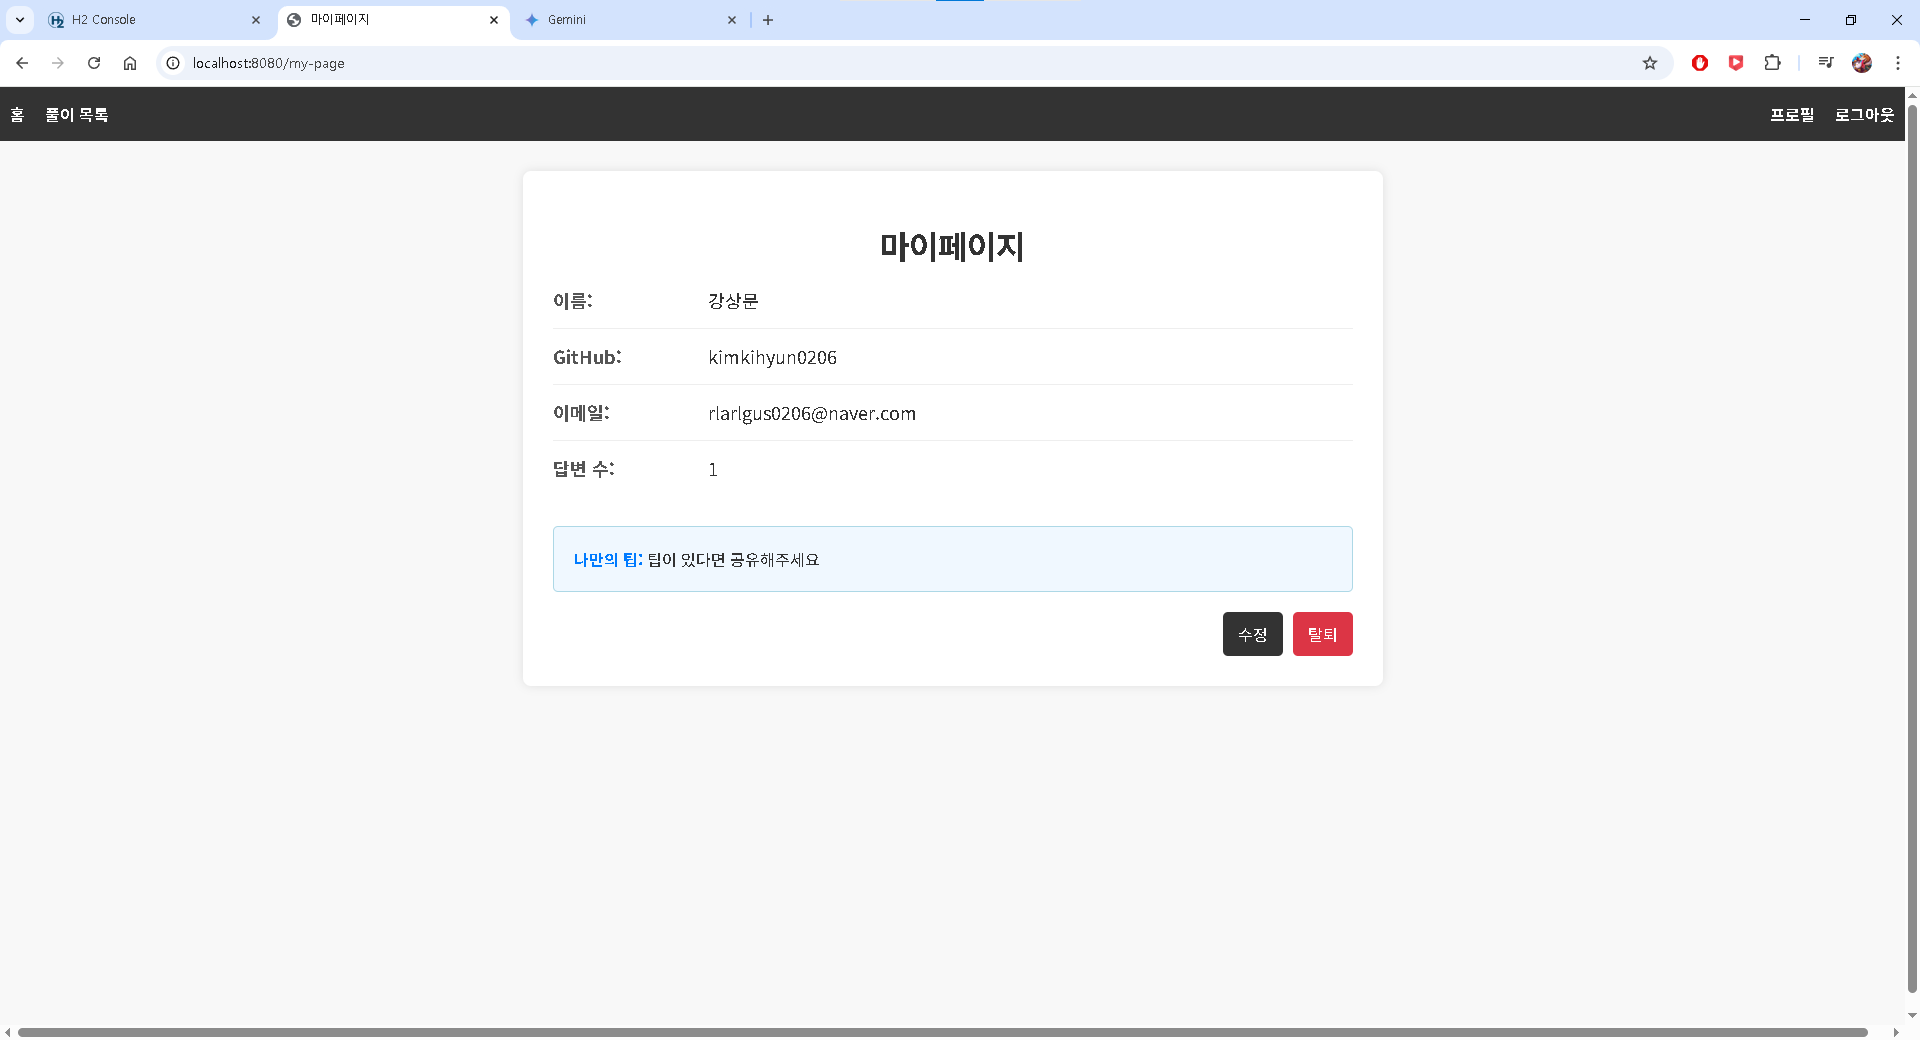 H2 Console
마이페이지
Gemini
localhost:8080/my-page
홈 풀이 목록 프로필 로그아웃
마이페이지
이름: 강상문
GitHub: kimkihyun0206
이메일: rlarlgus0206@naver.com
답변 수: 1
나만의 팁: 팁이 있다면 공유해주세요
수정 탈퇴